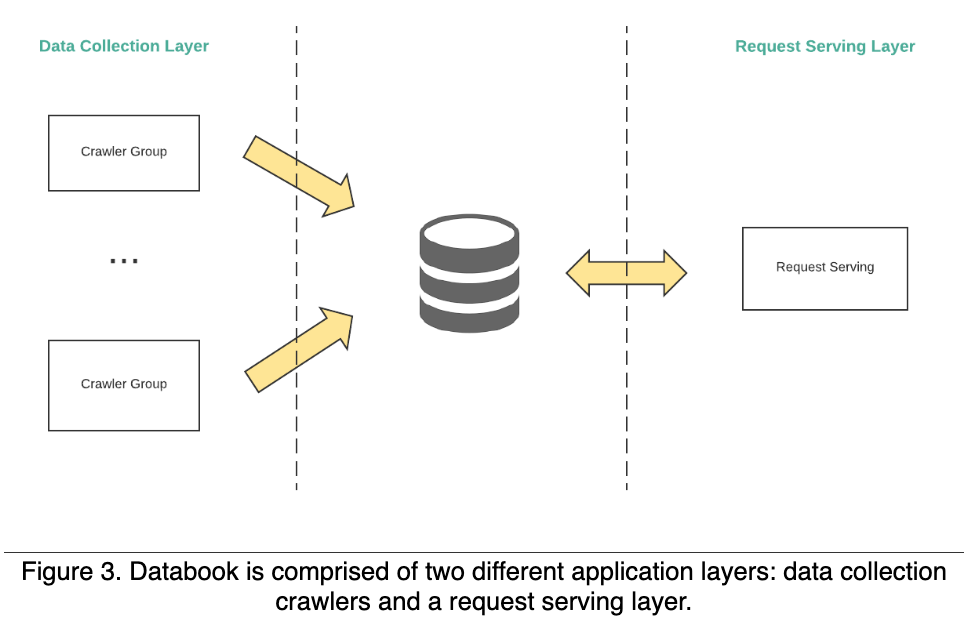 Data Collection Layer
Request Serving Layer
Crawler Group
...
Request Serving
Crawler Group
Figure 3. Databook is comprised of two different application layers: data collection
crawlers and a request serving layer.